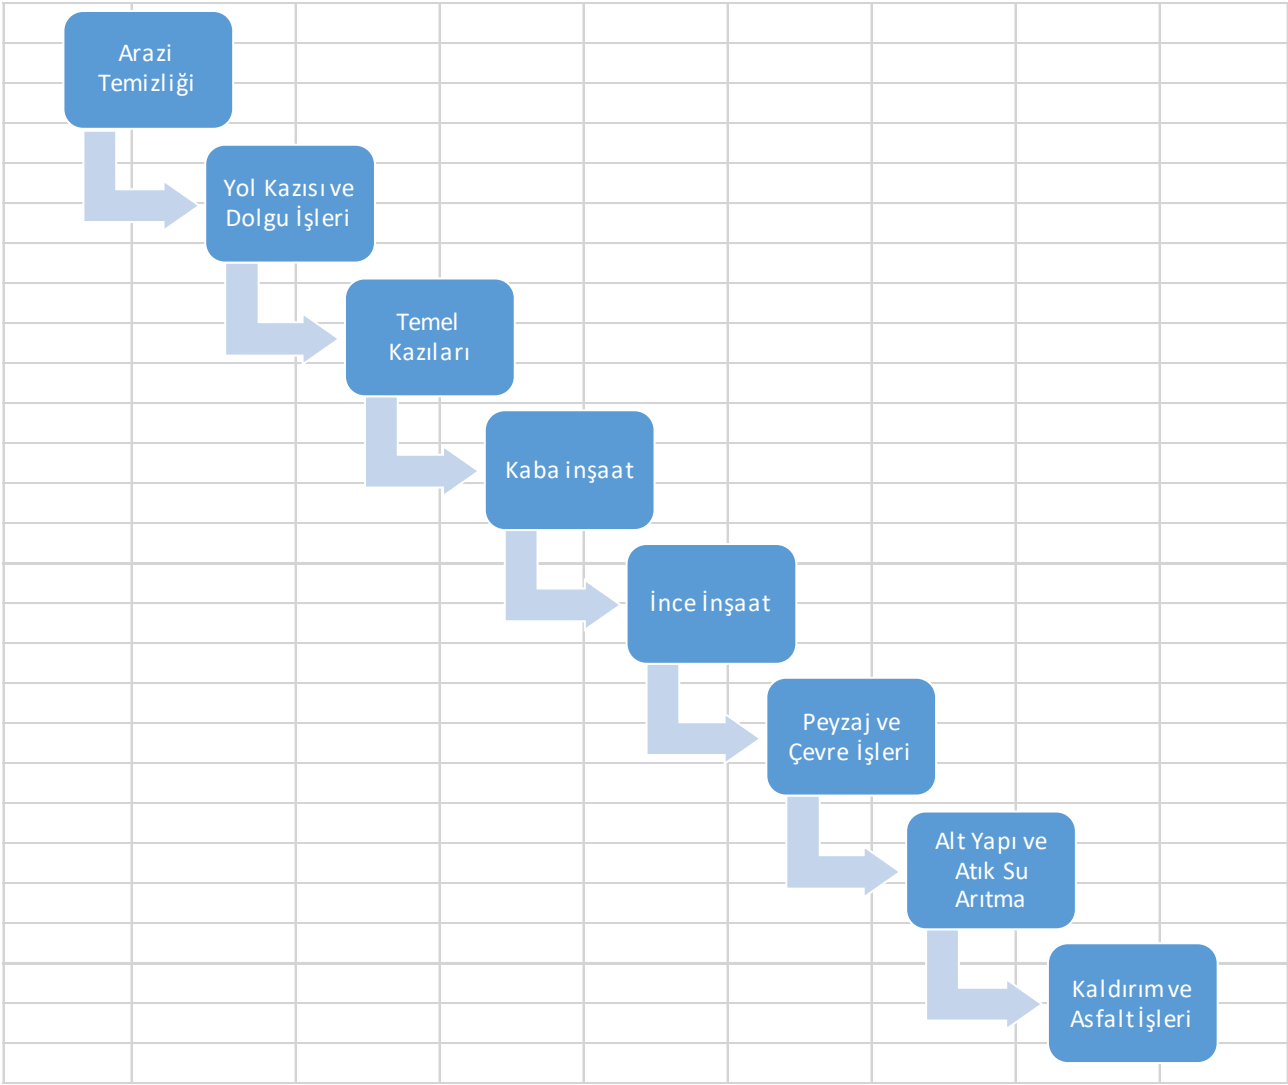 Arazi
Temizliği
Yol Kazısı ve
Dolgu İşleri
Temel
Kazıları
Kaba inşaat
İnce İnşaat
Peyzaj ve
Çevre İşleri
Alt Yapı ve
Atık Su
Arıtma
Kaldırım ve
Asfalt İşleri